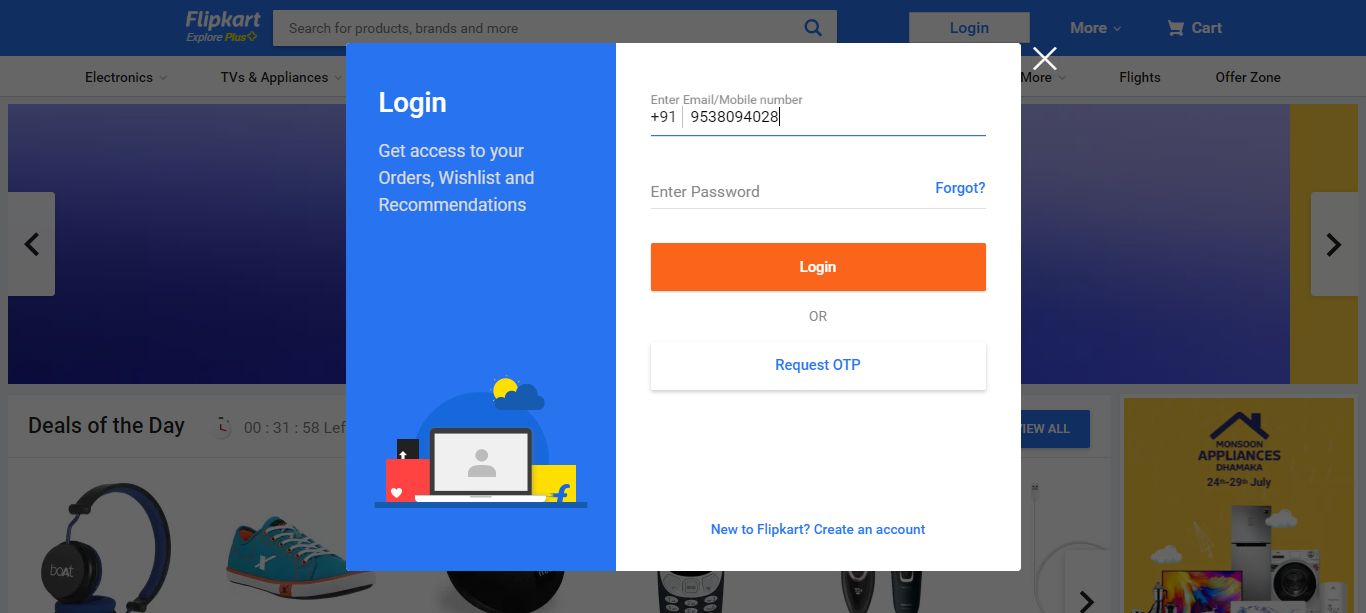 Flipkart
Explore Plus
Search for products, brands and more
Login
More
Cart
Electronics
TVs & Appliances
More
Flights
Offer Zone
Login
Get access to your
Orders, Wishlist and
Recommendations
Enter Email/Mobile number
+91 9538094028
Enter Password
Forgot?
Login
OR
Request OTP
New to Flipkart? Create an account
Deals of the Day
00 : 31 : 58 Lef
VIEW ALL
MONSOON
APPLIANCES
DHAMAKA
24th-29th July
boAt